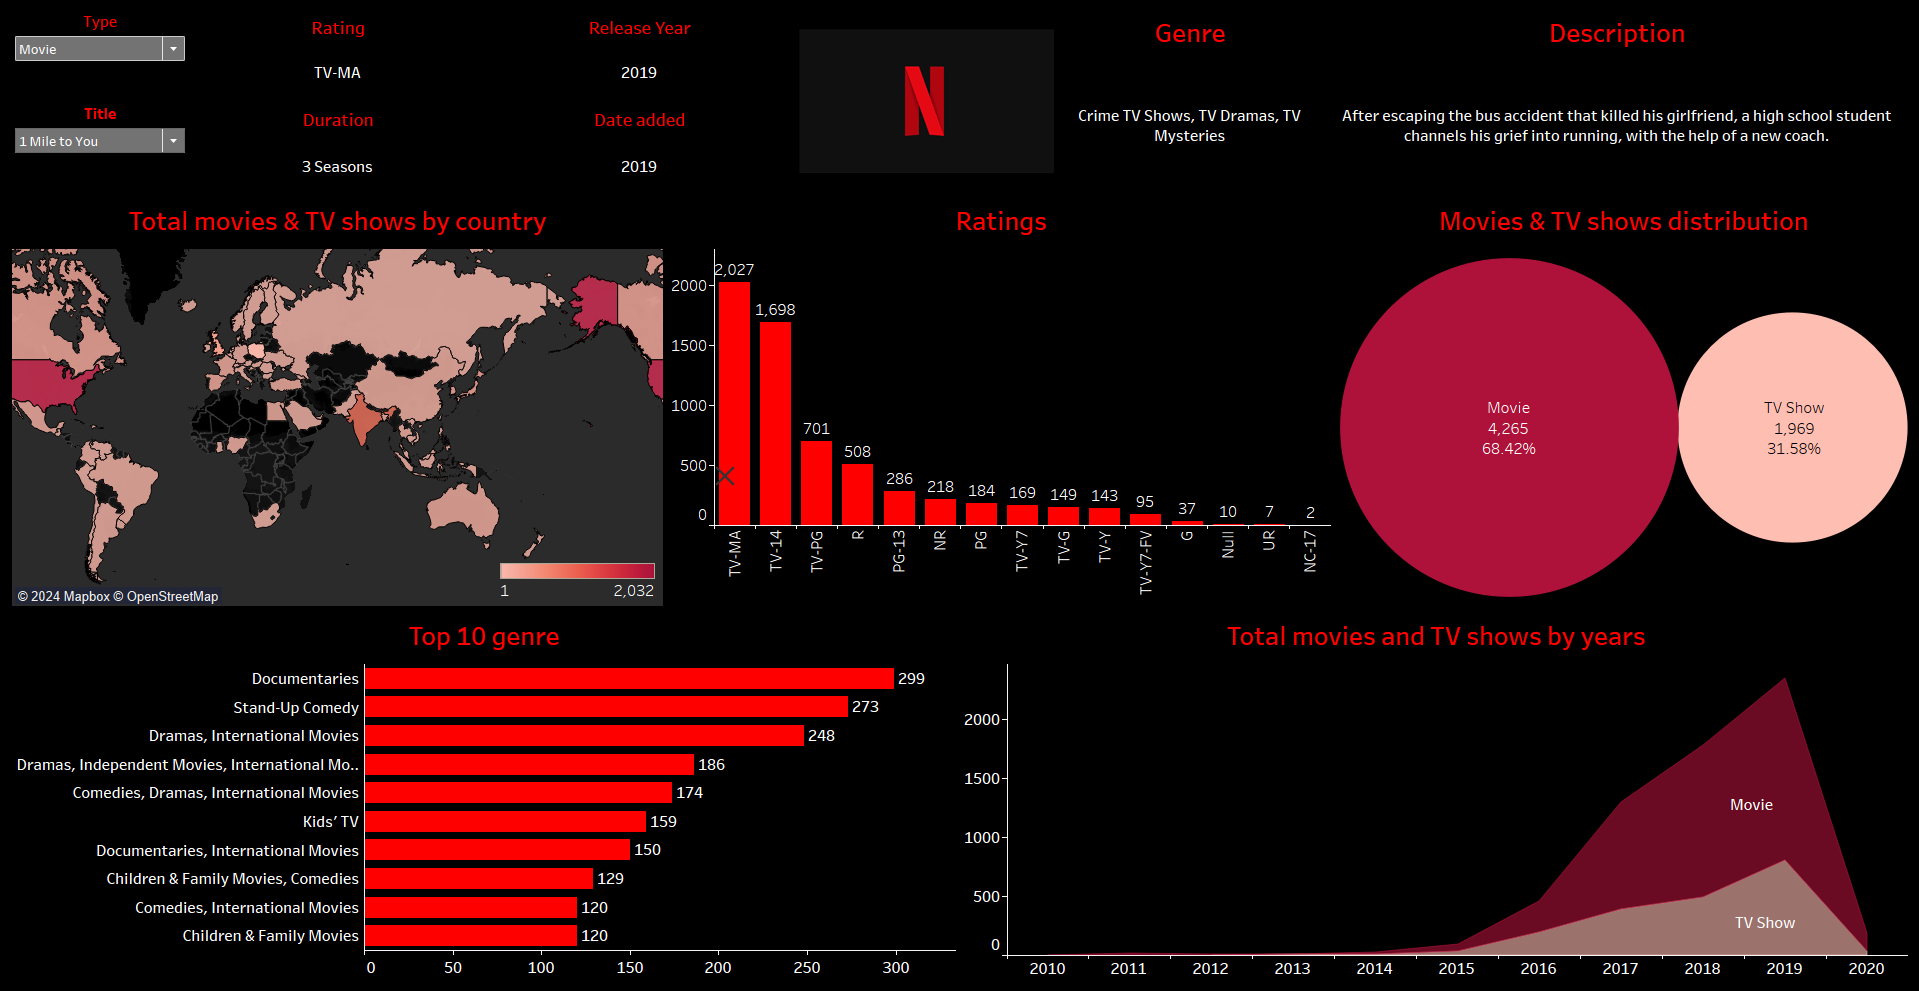 Type
Movie
Title
1 Mile to You
Rating
TV-MA
Duration
3 Seasons
Release Year
2019
Date added
2019
N
Genre
Crime TV Shows, TV Dramas, TV
Mysteries
Description
After escaping the bus accident that killed his girlfriend, a high school student
channels his grief into running, with the help of a new coach.
Total movies & TV shows by country
1
2,032
© 2024 Mapbox © OpenStreetMap
Ratings
2000
1500
1000
500
0
2,027
1,698
701
508
286
218
184
169
149
143
95
37
10
7
2
TV-MA
TV-14
TV-PG
R
PG-13
NR
PG
TV-Y7
TV-G
TV-Y
TV-Y7-FV
G
Null
UR
NC-17
Movies & TV shows distribution
Movie
4,265
68.42%
TV Show
1,969
31.58%
Top 10 genre
Documentaries
299
Stand-Up Comedy
273
Dramas, International Movies
248
Dramas, Independent Movies, International Mo..
186
Comedies, Dramas, International Movies
174
Kids’ TV
159
Documentaries, International Movies
150
Children & Family Movies, Comedies
129
Comedies, International Movies
120
Children & Family Movies
120
0
50
100
150
200
250
300
Total movies and TV shows by years
2000
1500
1000
500
0
Movie
TV Show
2010
2011
2012
2013
2014
2015
2016
2017
2018
2019
2020